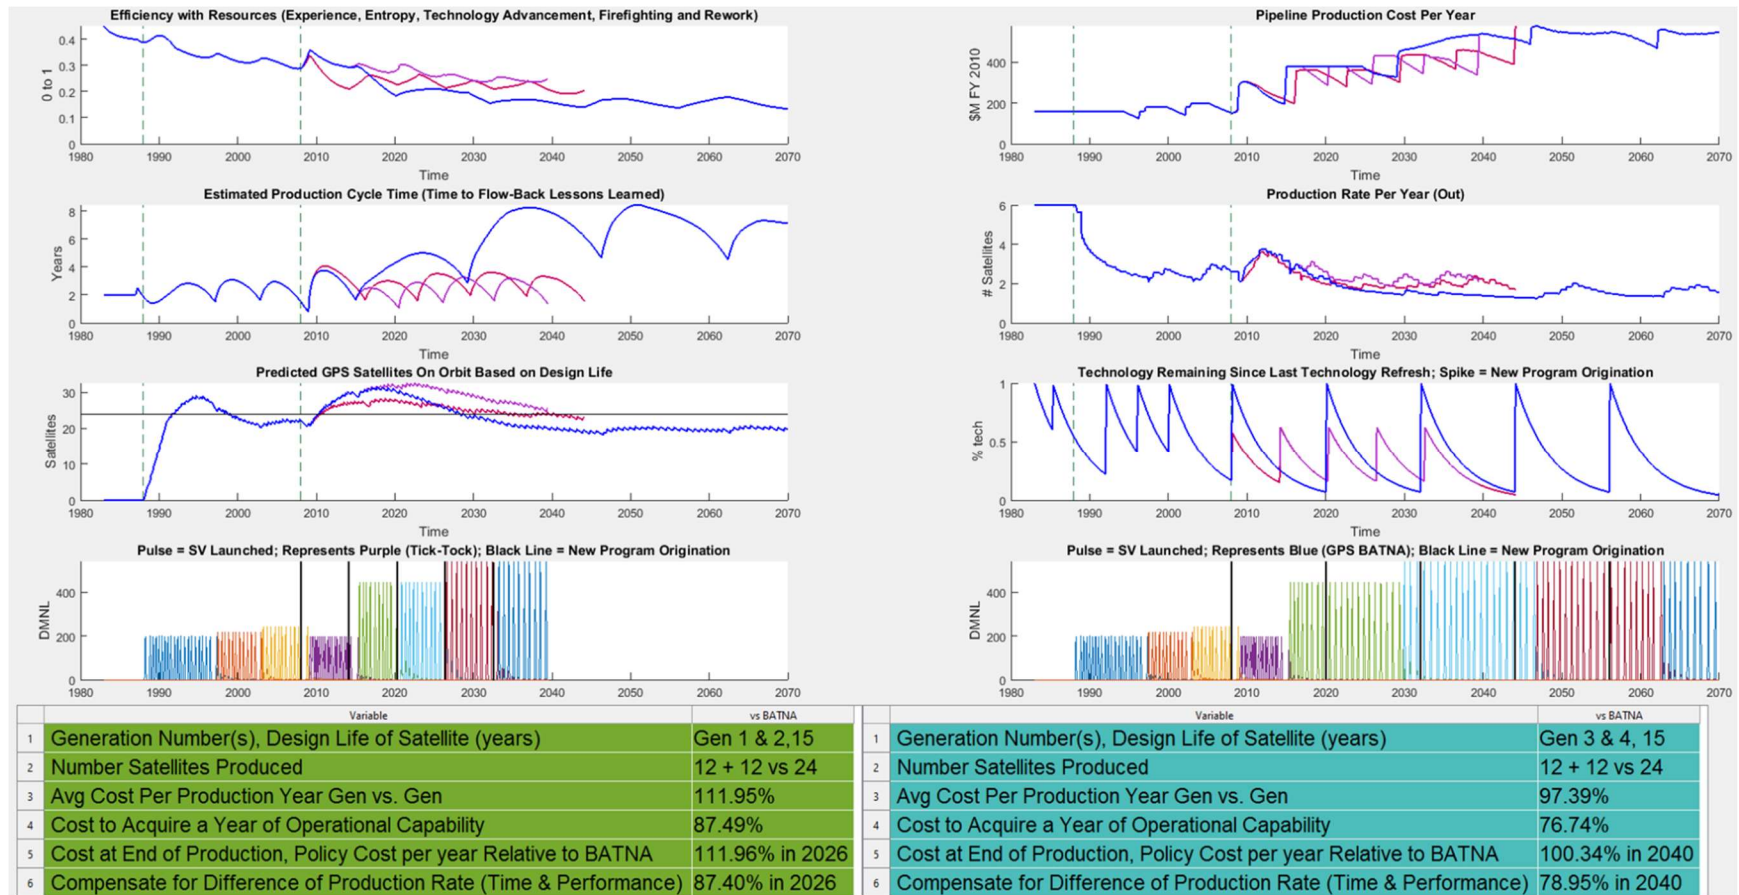 Efficiency with Resources (Experience, Entropy, Technology Advancement, Firefighting and Rework)
0 to 1
0.4
0.3
0.2
0.1
0
1980 1990 2000 2010 2020 2030 2040 2050 2060 2070
Time
Pipeline Production Cost Per Year
$M FY 2010
400
200
0
1980 1990 2000 2010 2020 2030 2040 2050 2060 2070
Time
Estimated Production Cycle Time (Time to Flow-Back Lessons Learned)
Years
8
6
4
2
0
1980 1990 2000 2010 2020 2030 2040 2050 2060 2070
Time
Production Rate Per Year (Out)
# Satellites
6
4
2
0
1980 1990 2000 2010 2020 2030 2040 2050 2060 2070
Time
Predicted GPS Satellites On Orbit Based on Design Life
Satellites
30
20
10
0
1980 1990 2000 2010 2020 2030 2040 2050 2060 2070
Time
Technology Remaining Since Last Technology Refresh; Spike = New Program Origination
% tech
1
0.5
0
1980 1990 2000 2010 2020 2030 2040 2050 2060 2070
Time
Pulse = SV Launched; Represents Purple (Tick-Tock); Black Line = New Program Origination
DMNL
400
200
0
1980 1990 2000 2010 2020 2030 2040 2050 2060 2070
Pulse = SV Launched; Represents Blue (GPS BATNA); Black Line = New Program Origination
DMNL
400
200
0
1980 1990 2000 2010 2020 2030 2040 2050 2060 2070
Variable vs BATNA
1 Generation Number(s), Design Life of Satellite (years) Gen 1 & 2,15
2 Number Satellites Produced 12 + 12 vs 24
3 Avg Cost Per Production Year Gen vs. Gen 111.95%
4 Cost to Acquire a Year of Operational Capability 87.49%
5 Cost at End of Production, Policy Cost per year Relative to BATNA 111.96% in 2026
6 Compensate for Difference of Production Rate (Time & Performance) 87.40% in 2026
Variable vs BATNA
1 Generation Number(s), Design Life of Satellite (years) Gen 3 & 4, 15
2 Number Satellites Produced 12 + 12 vs 24
3 Avg Cost Per Production Year Gen vs. Gen 97.39%
4 Cost to Acquire a Year of Operational Capability 76.74%
5 Cost at End of Production, Policy Cost per year Relative to BATNA 100.34% in 2040
6 Compensate for Difference of Production Rate (Time & Performance) 78.95% in 2040